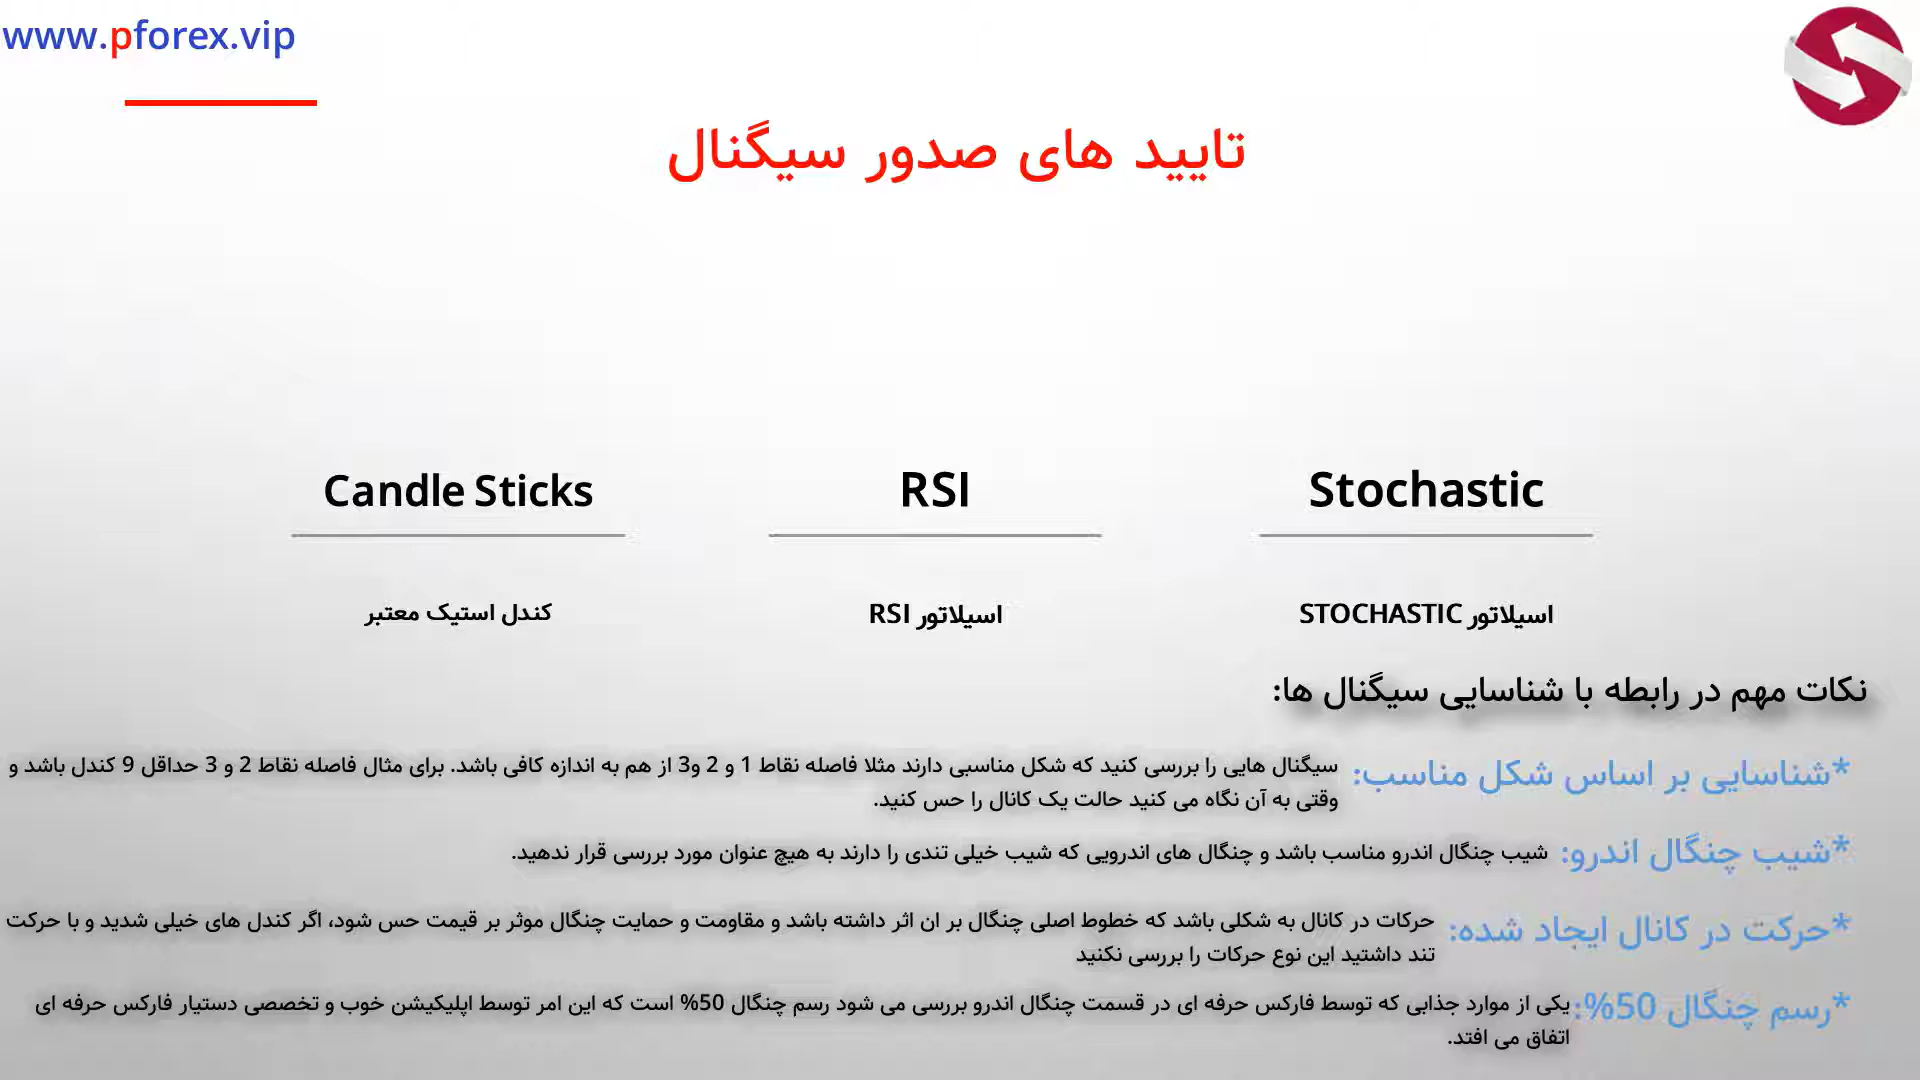 www.pforex.vip
تایید های صدور سیگنال
Candle Sticks
RSI
Stochastic
کندل استیک معتبر
اسیلاتور RSI
اسیلاتور STOCHASTIC
نکات مهم در رابطه با شناسایی سیگنال ها:
*شناسایی بر اساس شکل مناسب: سیگنال هایی را بررسی کنید که شکل مناسبی دارند مثلا فاصله نقاط 1 و 2 و3 از هم به اندازه کافی باشد. برای مثال فاصله نقاط 2 و 3 حداقل 9 کندل باشد و
وقتی به آن نگاه می کنید حالت یک کانال را حس کنید.
*شیب چنگال اندرو: شیب چنگال اندرو مناسب باشد و چنگال های اندرویی که شیب خیلی تندی را دارند به هیچ عنوان مورد بررسی قرار ندهید.
*حرکت در کانال ایجاد شده: حرکات در کانال به شکلی باشد که خطوط اصلی چنگال بر ان اثر داشته باشد و مقاومت و حمایت چنگال موثر بر قیمت حس شود، اگر کندل های خیلی شدید و با حرکت
تند داشتید این نوع حرکات را بررسی نکنید
*رسم چنگال 50%: یکی از موارد جذابی که توسط فارکس حرفه ای در قسمت چنگال اندرو بررسی می شود رسم چنگال 50% است که این امر توسط اپلیکیشن خوب و تخصصی دستیار فارکس حرفه ای
اتفاق می افتد.